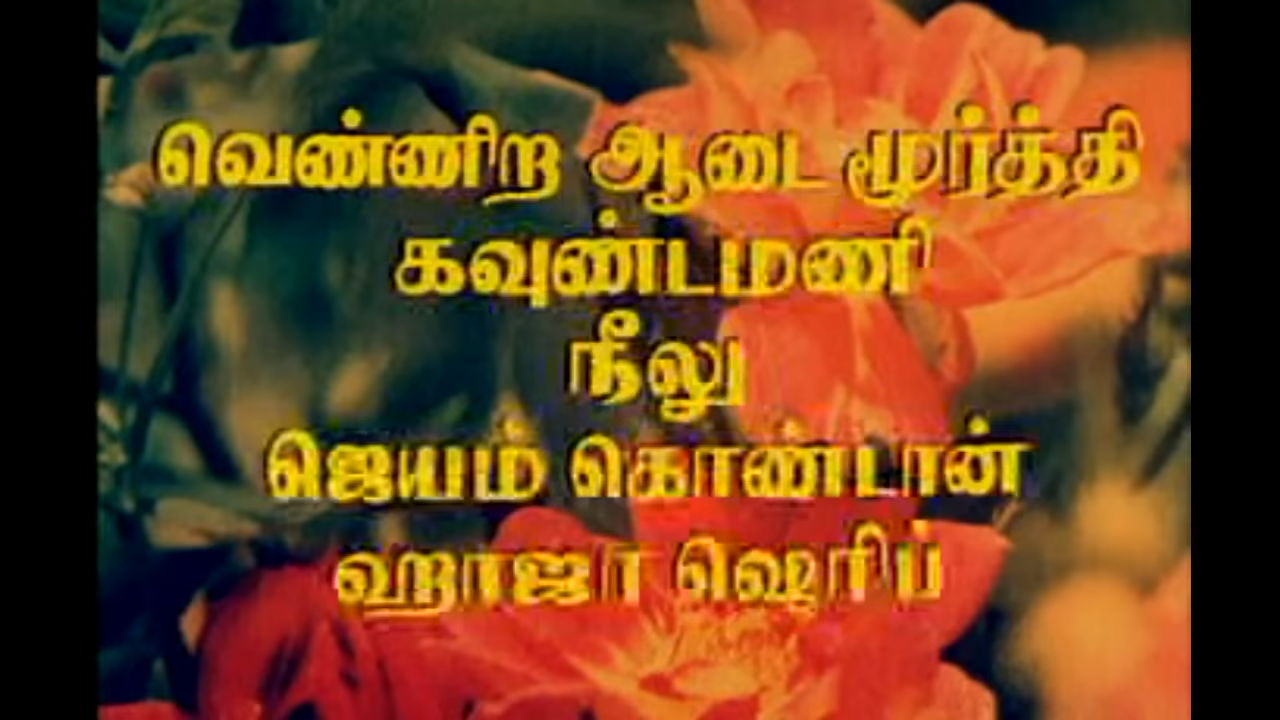 வெண்ணிற ஆடை மூர்த்தி
கவுண்டமணி
நீலு
ஜெயம் கொண்டான்
ஹாஜா ஷெரிப்